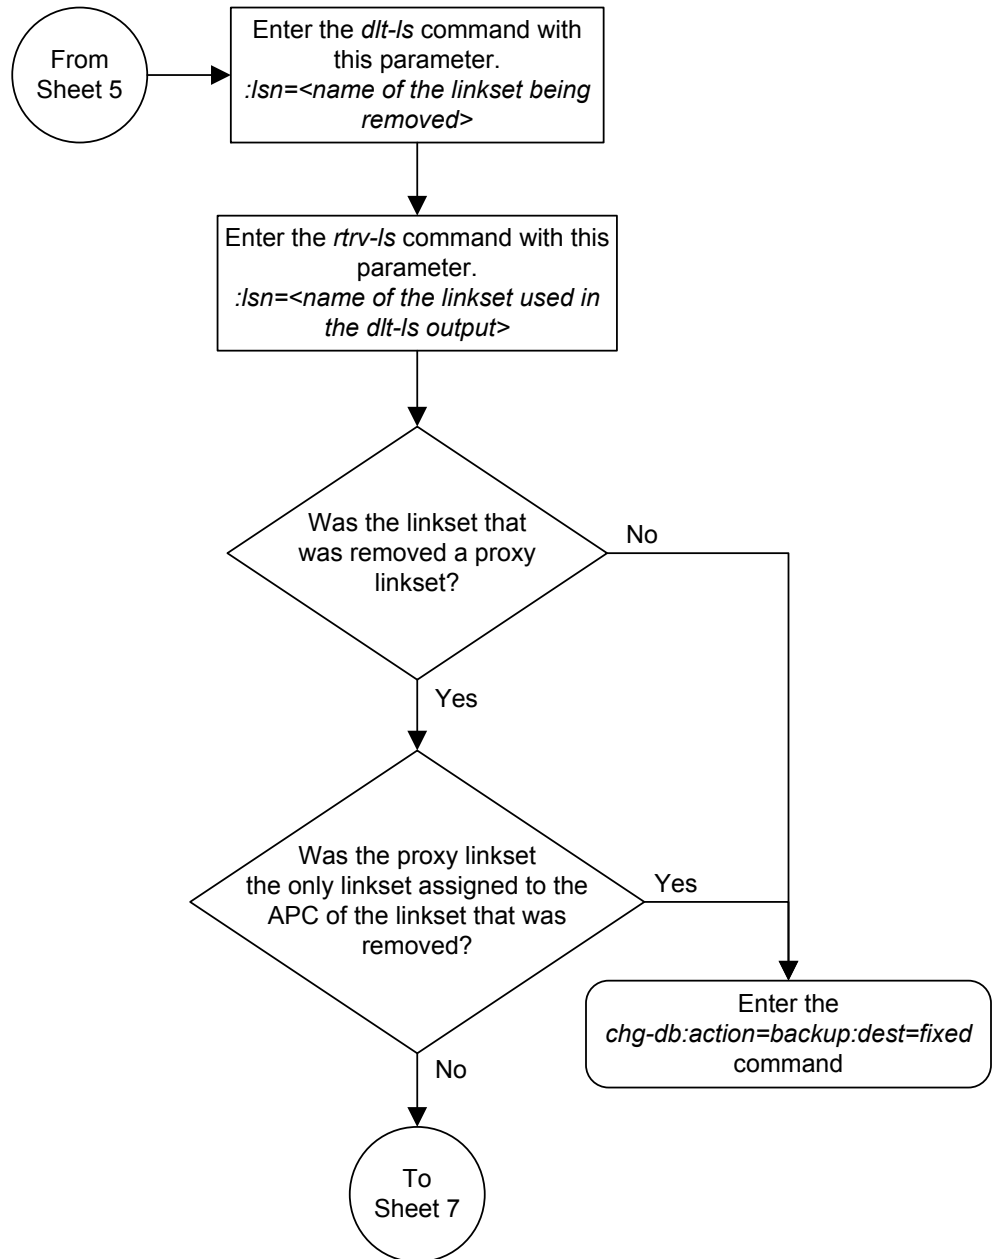 From
Sheet 5
Enter the dlt-ls command with
this parameter.
:lsn=<name of the linkset being
removed>
Enter the rtrv-ls command with this
parameter.
:lsn=<name of the linkset used in
the dlt-ls output>
Was the linkset that
was removed a proxy
linkset?
No
Yes
Was the proxy linkset
the only linkset assigned to the
APC of the linkset that was
removed?
Yes
Enter the
chg-db:action=backup:dest=fixed
command
No
To
Sheet 7